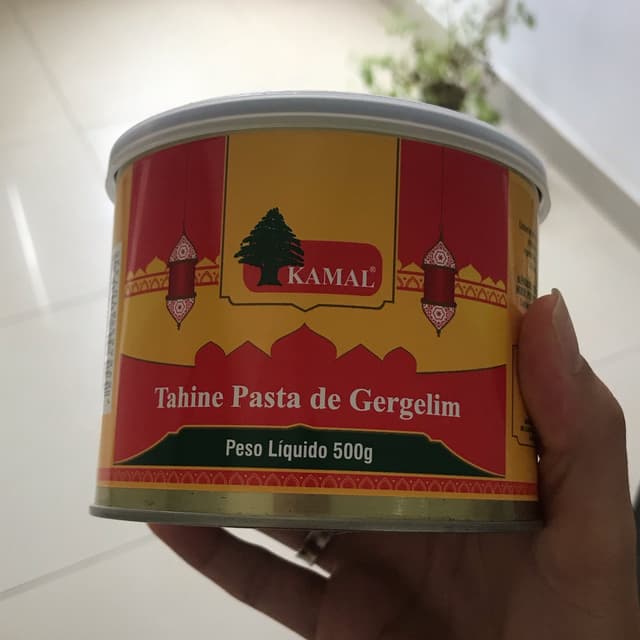 KAMAL®
Tahine Pasta de Gergelim
Peso Líquido 500g